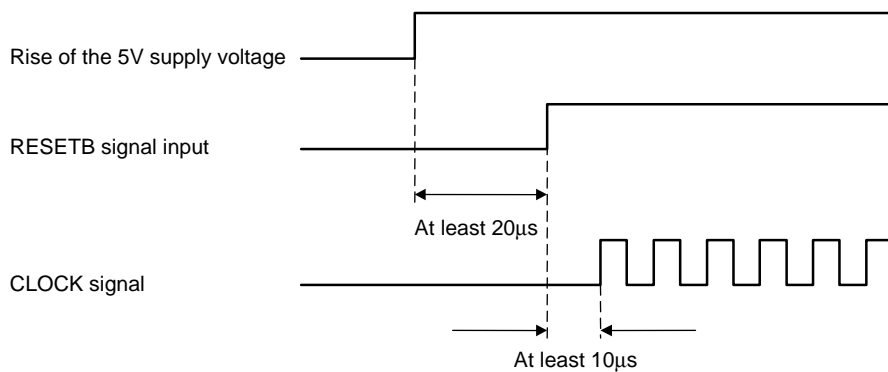 Rise of the 5V supply voltage
RESETB signal input
At least 20μs
CLOCK signal
At least 10μs